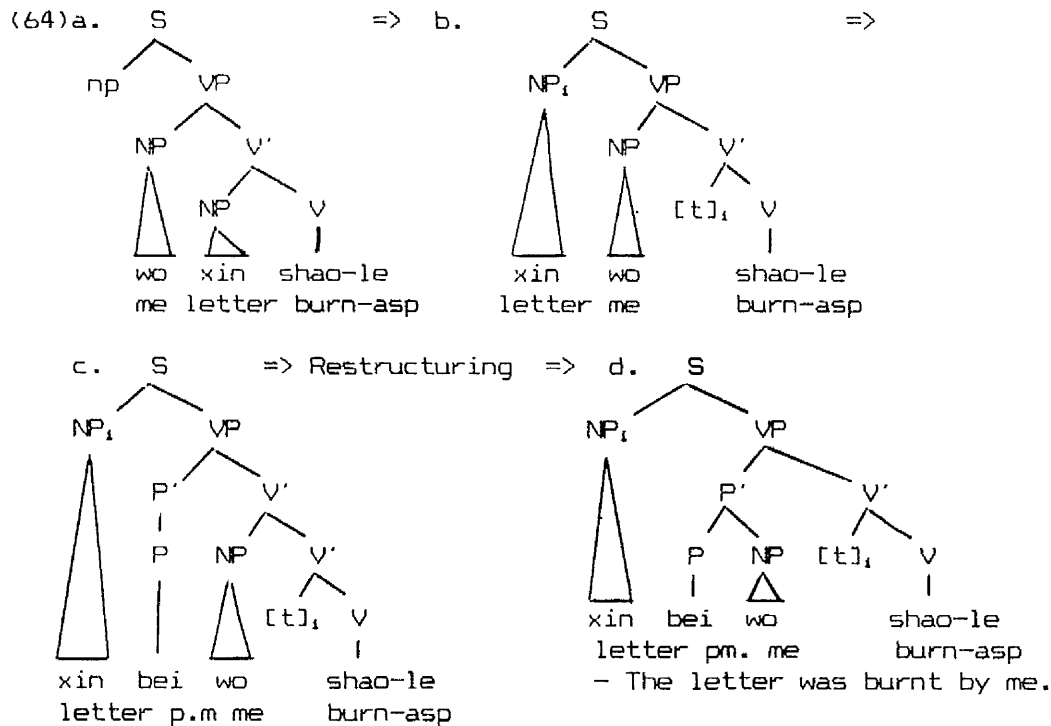 (64)a. S => b. S =>
np VP NPᵢ VP
NP V' NP V'
NP V [t]ᵢ V
wo xin shao-le xin wo shao-le
me letter burn-asp letter me burn-asp
c. S => Restructuring => d. S
NPᵢ VP NPᵢ VP
P' V' P' V'
P NP V' P NP [t]ᵢ V
[t]ᵢ V
xin bei wo shao-le
letter pm. me burn-asp
xin bei wo shao-le - The letter was burnt by me.
letter p.m me burn-asp